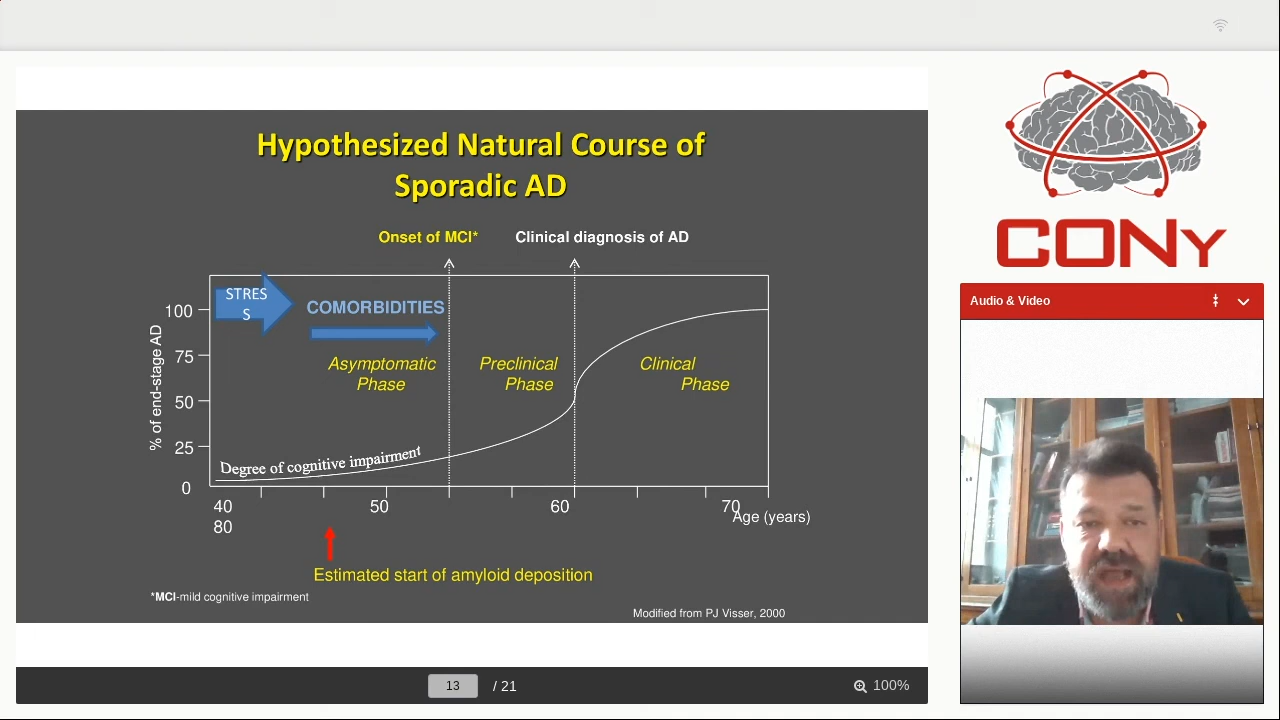 Hypothesized Natural Course of
Sporadic AD
Onset of MCI*
Clinical diagnosis of AD
STRES
S
COMORBIDITIES
100
75
50
25
0
% of end-stage AD
Asymptomatic
Phase
Preclinical
Phase
Clinical
Phase
Degree of cognitive impairment
40
80
50
60
70
Age (years)
Estimated start of amyloid deposition
*MCI-mild cognitive impairment
Modified from PJ Visser, 2000
13 / 21
100%
CONy
Audio & Video